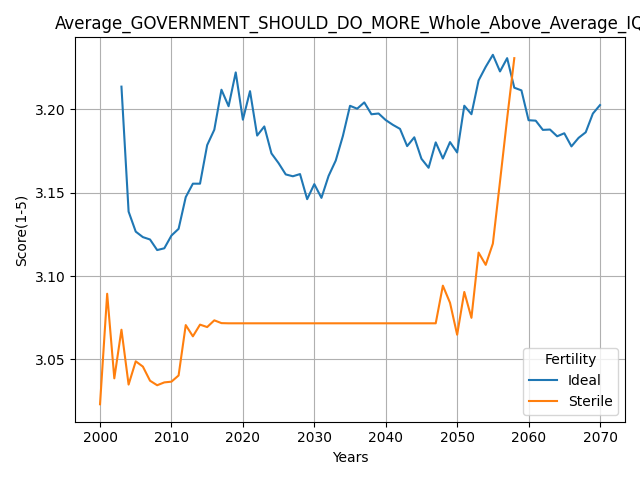 Average_GOVERNMENT_SHOULD_DO_MORE_Whole_Above_Average_IQ
3.20
3.15
3.10
3.05
Score(1-5)
Fertility
Ideal
Sterile
2000 2010 2020 2030 2040 2050 2060 2070
Years